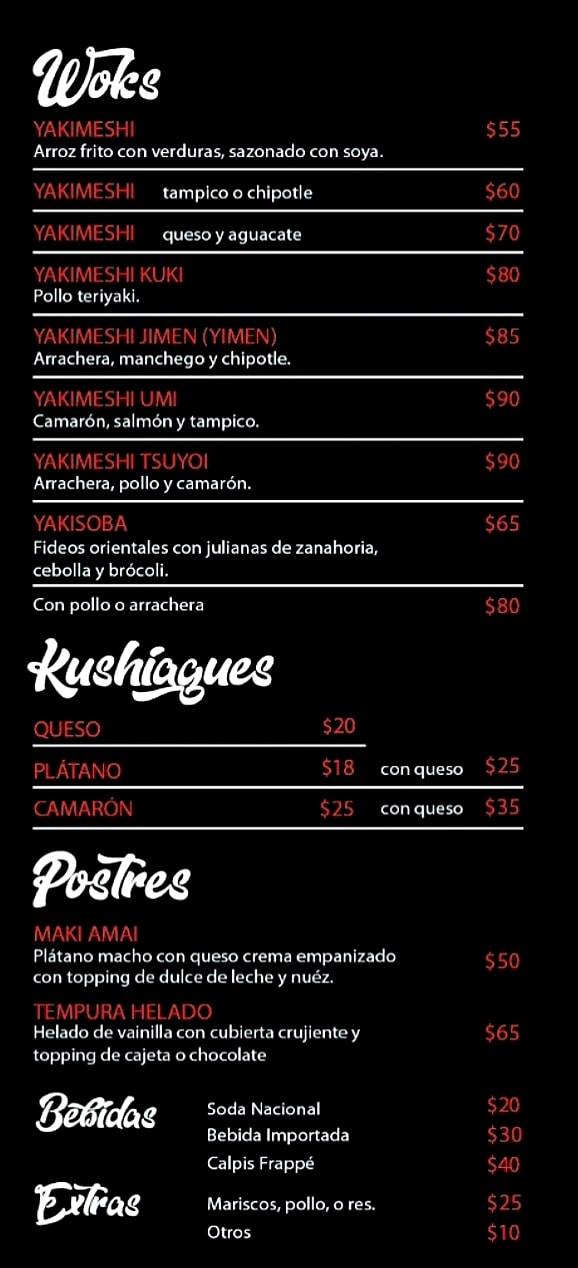 Woks
YAKIMESHI $55
Arroz frito con verduras, sazonado con soya.
YAKIMESHI tampico o chipotle $60
YAKIMESHI queso y aguacate $70
YAKIMESHI KUKI $80
Pollo teriyaki.
YAKIMESHI JIMEN (YIMEN) $85
Arrachera, manchego y chipotle.
YAKIMESHI UMI $90
Camarón, salmón y tampico.
YAKIMESHI TSUYOI $90
Arrachera, pollo y camarón.
YAKISOBA $65
Fideos orientales con julianas de zanahoria,
cebolla y brócoli.
Con pollo o arrachera $80
Kushiagues
QUESO $20
PLÁTANO $18 con queso $25
CAMARÓN $25 con queso $35
Postres
MAKI AMAI
Plátano macho con queso crema empanizado
con topping de dulce de leche y nuéz. $50
TEMPURA HELADO
Helado de vainilla con cubierta crujiente y $65
topping de cajeta o chocolate
Bebidas
Soda Nacional $20
Bebida Importada $30
Calpis Frappé $40
Extras
Mariscos, pollo, o res. $25
Otros $10